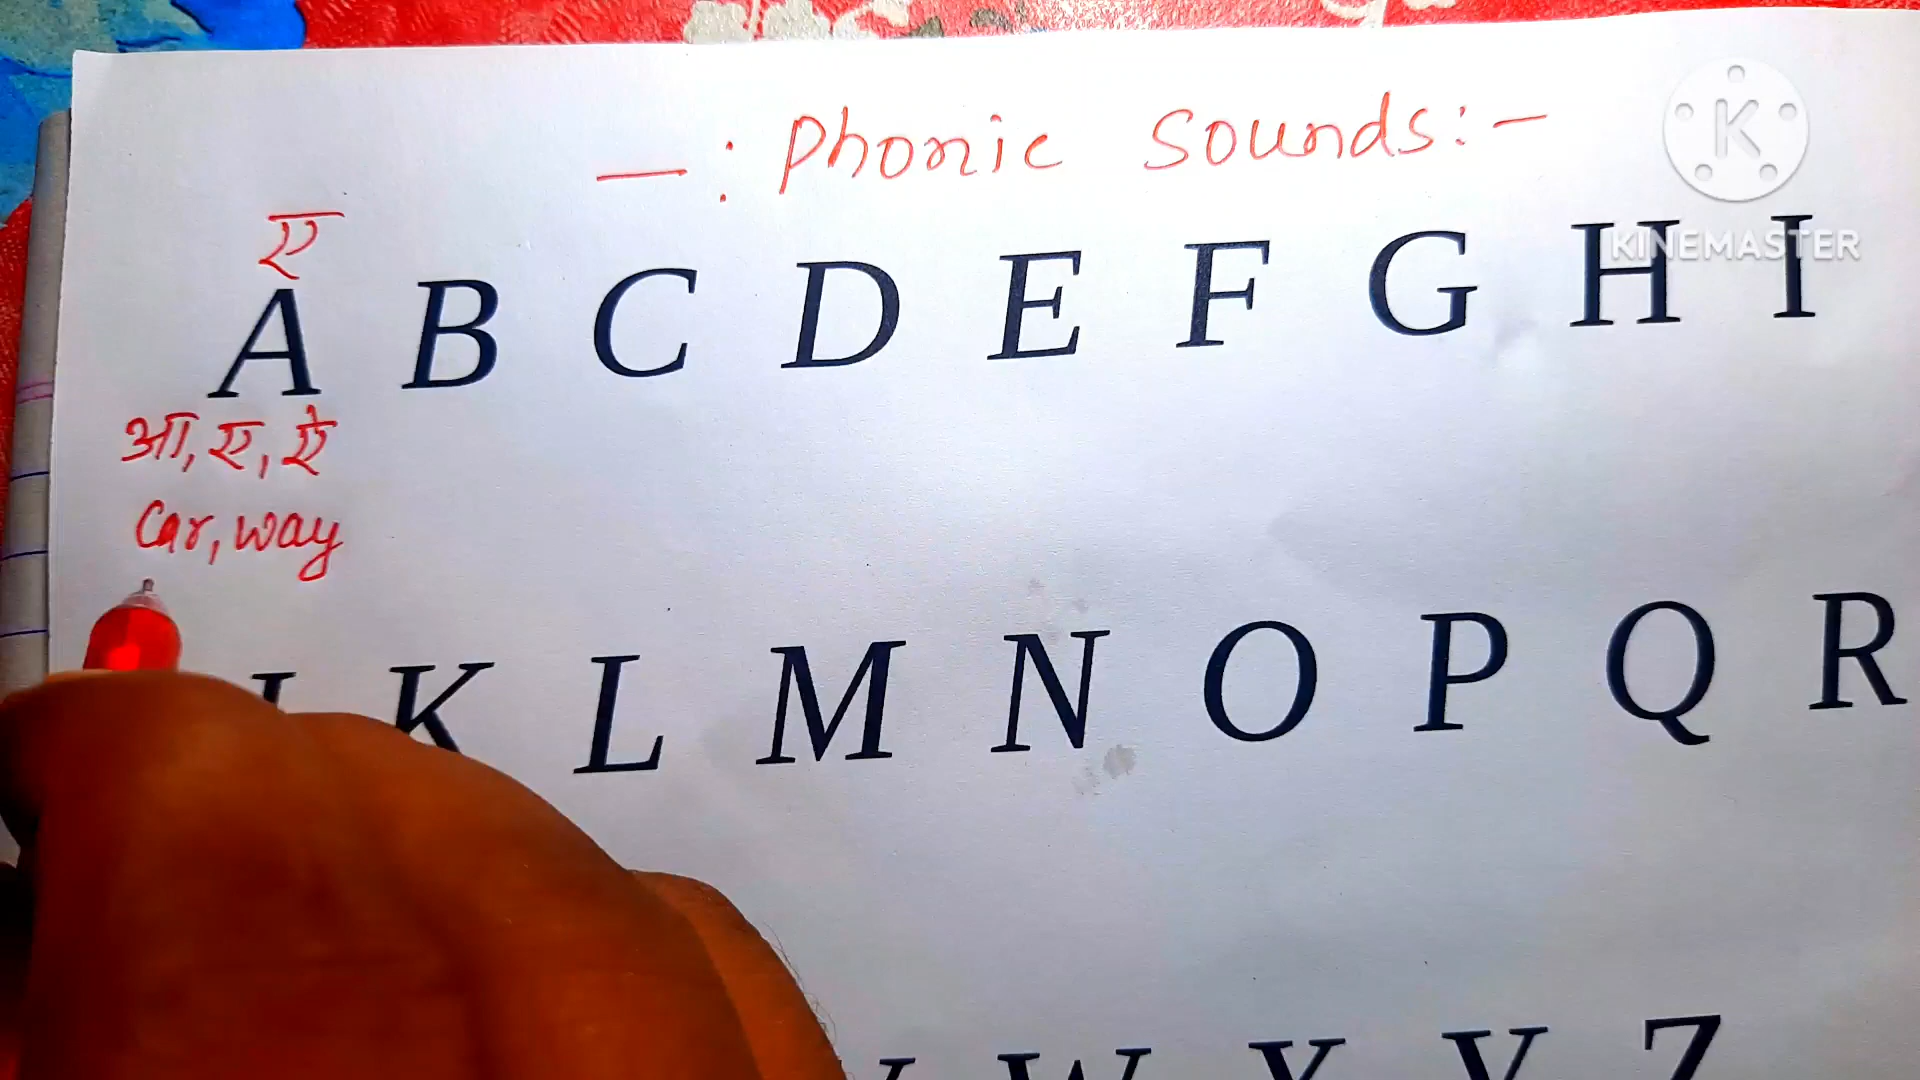 —: Phonic Sounds:-
ए
A B C D E F G H I
आ, ए, ऐ
Car, way
K L M N O P Q R
W X Y Z
K
KINEMASTER